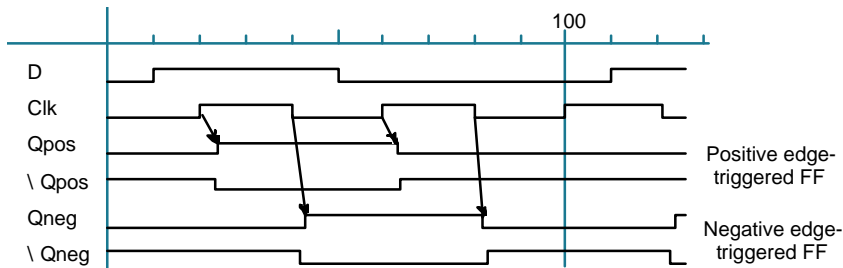 100
D
Clk
Qpos
\ Qpos
Qneg
\ Qneg
Positive edge-
triggered FF
Negative edge-
triggered FF